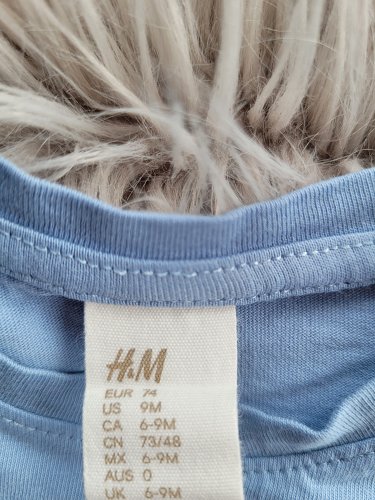 H&M
EUR 74
US 9M
CA 6-9M
CN 73/48
MX 6-9M
AUS 0
UK 6-9M